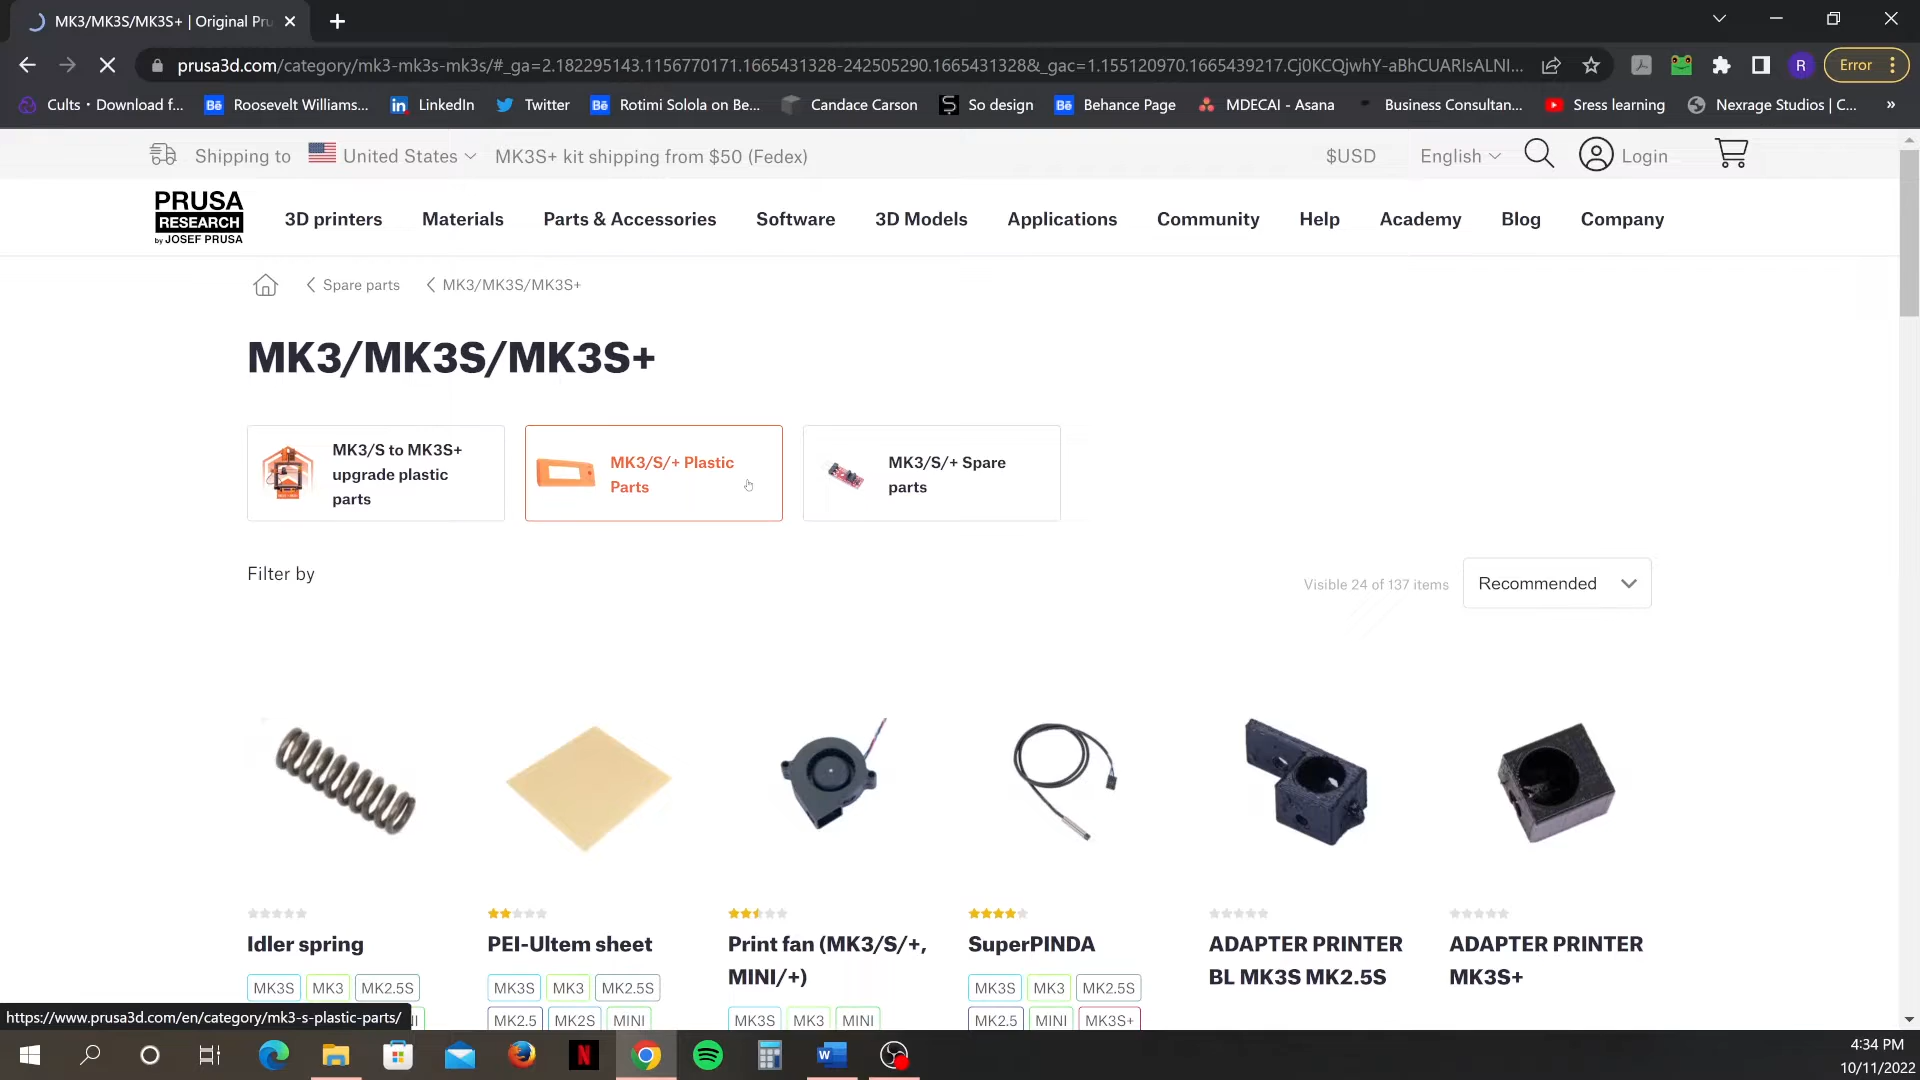 MK3/MK3S/MK3S+ | Original Pru
prusa3d.com/category/mk3-mk3s-mk3s/#_ga=2.182295143.1156770171.1665431328-242505290.1665431328&_gac=1.155120970.1665439217.Cj0KCQjwhY-aBhCUARIsALNI...
R
Error
Cults · Download f...
Bē Roosevelt Williams...
in LinkedIn
Twitter
Bē Rotimi Solola on Be...
Candace Carson
S So design
Bē Behance Page
MDECAI - Asana
Business Consultan...
Sress learning
Nexrage Studios | C...
»
Shipping to
United States
MK3S+ kit shipping from $50 (Fedex)
$USD
English
Login
PRUSA
RESEARCH
by JOSEF PRUSA
3D printers
Materials
Parts & Accessories
Software
3D Models
Applications
Community
Help
Academy
Blog
Company
Spare parts
MK3/MK3S/MK3S+
MK3/MK3S/MK3S+
MK3/S to MK3S+
upgrade plastic
parts
MK3/S/+ Plastic
Parts
MK3/S/+ Spare
parts
Filter by
Visible 24 of 137 items
Recommended
Idler spring
MK3S MK3 MK2.5S
PEI-Ultem sheet
MK3S MK3 MK2.5S
MK2.5 MK2S MINI
Print fan (MK3/S/+,
MINI/+)
MK3S MK3 MINI
SuperPINDA
MK3S MK3 MK2.5S
MK2.5 MINI MK3S+
ADAPTER PRINTER
BL MK3S MK2.5S
ADAPTER PRINTER
MK3S+
https://www.prusa3d.com/en/category/mk3-s-plastic-parts/
N
W
4:34 PM
10/11/2022